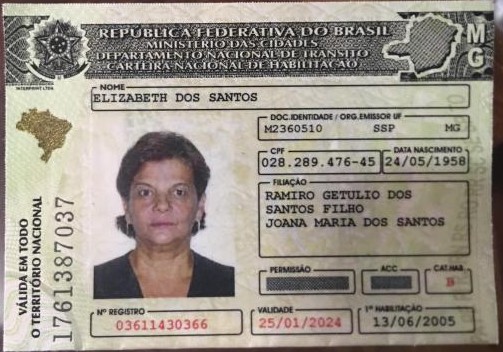 REPÚBLICA FEDERATIVA DO BRASIL
MINISTÉRIO DAS CIDADES
DEPARTAMENTO NACIONAL DE TRÂNSITO
CARTEIRA NACIONAL DE HABILITAÇÃO
MG
INTERPRINT LTDA
NOME
ELIZABETH DOS SANTOS
DOC. IDENTIDADE / ORG. EMISSOR UF
M2360510 SSP MG
CPF DATA NASCIMENTO
028.289.476-45 24/05/1958
FILIAÇÃO
RAMIRO GETULIO DOS
SANTOS FILHO
JOANA MARIA DOS SANTOS
PERMISSÃO ACC CAT. HAB
B
Nº REGISTRO VALIDADE 1ª HABILITAÇÃO
03611430366 25/01/2024 13/06/2005
VÁLIDA EM TODO
O TERRITÓRIO NACIONAL
1761387037